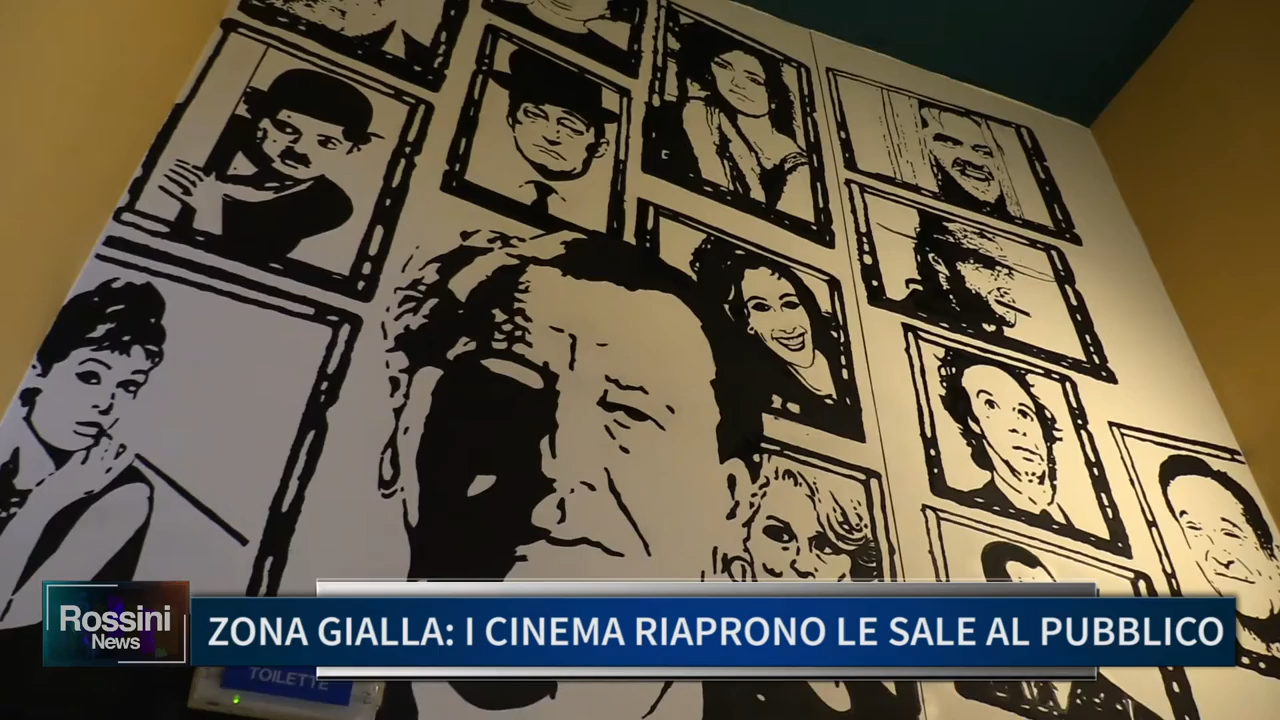 Rossini
News
ZONA GIALLA: I CINEMA RIAPRONO LE SALE AL PUBBLICO
TOILETTE